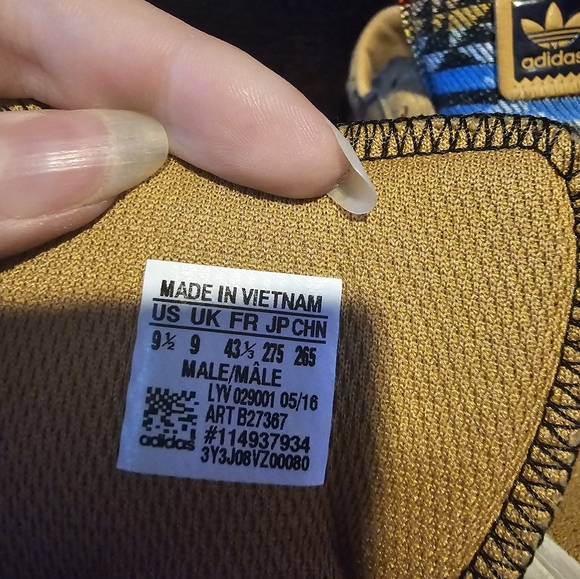 adidas
MADE IN VIETNAM
US UK FR JP CHN
9½ 9 43⅓ 275 265
MALE/MÂLE
LYV 029001 05/16
ART B27367
#114937934
adidas
3Y3J08VZ00080